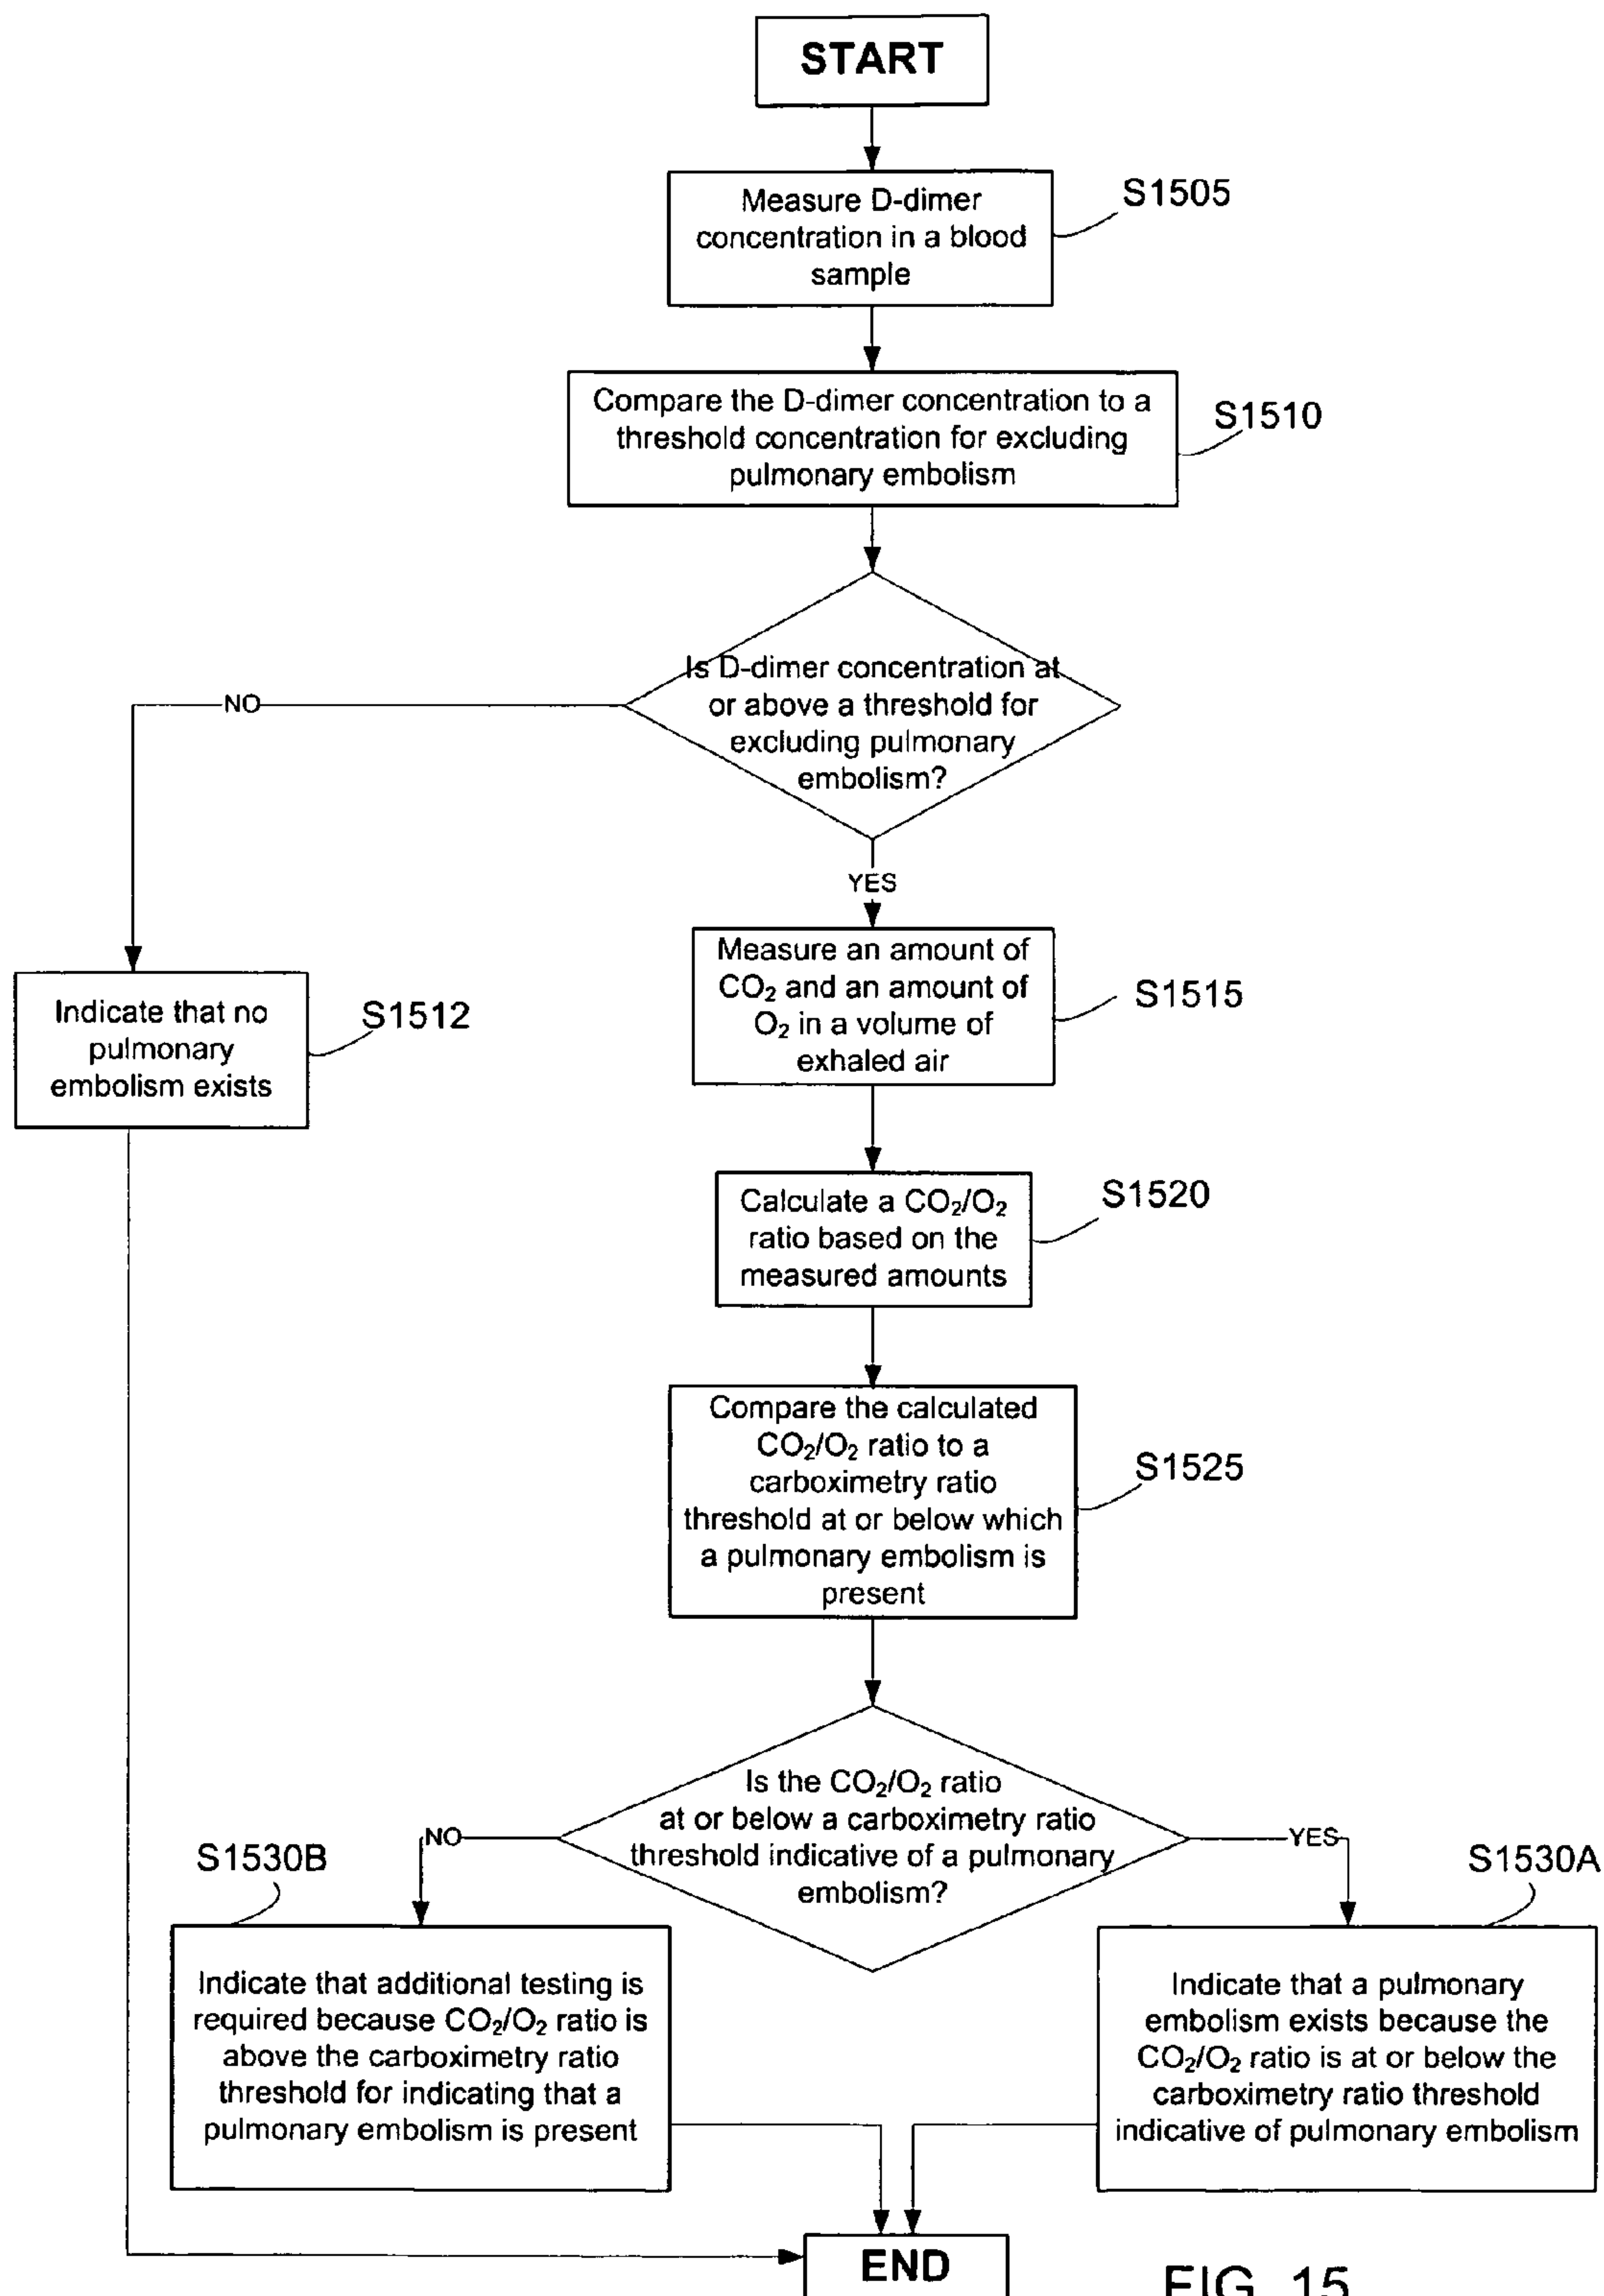 START
Measure D-dimer
concentration in a blood
sample
S1505
Compare the D-dimer concentration to a
threshold concentration for excluding
pulmonary embolism
S1510
Is D-dimer concentration at
or above a threshold for
excluding pulmonary
embolism?
NO
YES
Indicate that no
pulmonary
embolism exists
S1512
Measure an amount of
CO₂ and an amount of
O₂ in a volume of
exhaled air
S1515
Calculate a CO₂/O₂
ratio based on the
measured amounts
S1520
Compare the calculated
CO₂/O₂ ratio to a
carboximetry ratio
threshold at or below which
a pulmonary embolism is
present
S1525
Is the CO₂/O₂ ratio
at or below a carboximetry ratio
threshold indicative of a pulmonary
embolism?
NO
YES
S1530B
S1530A
Indicate that additional testing is
required because CO₂/O₂ ratio is
above the carboximetry ratio
threshold for indicating that a
pulmonary embolism is present
Indicate that a pulmonary
embolism exists because the
CO₂/O₂ ratio is at or below the
carboximetry ratio threshold
indicative of pulmonary embolism
END
FIG. 15